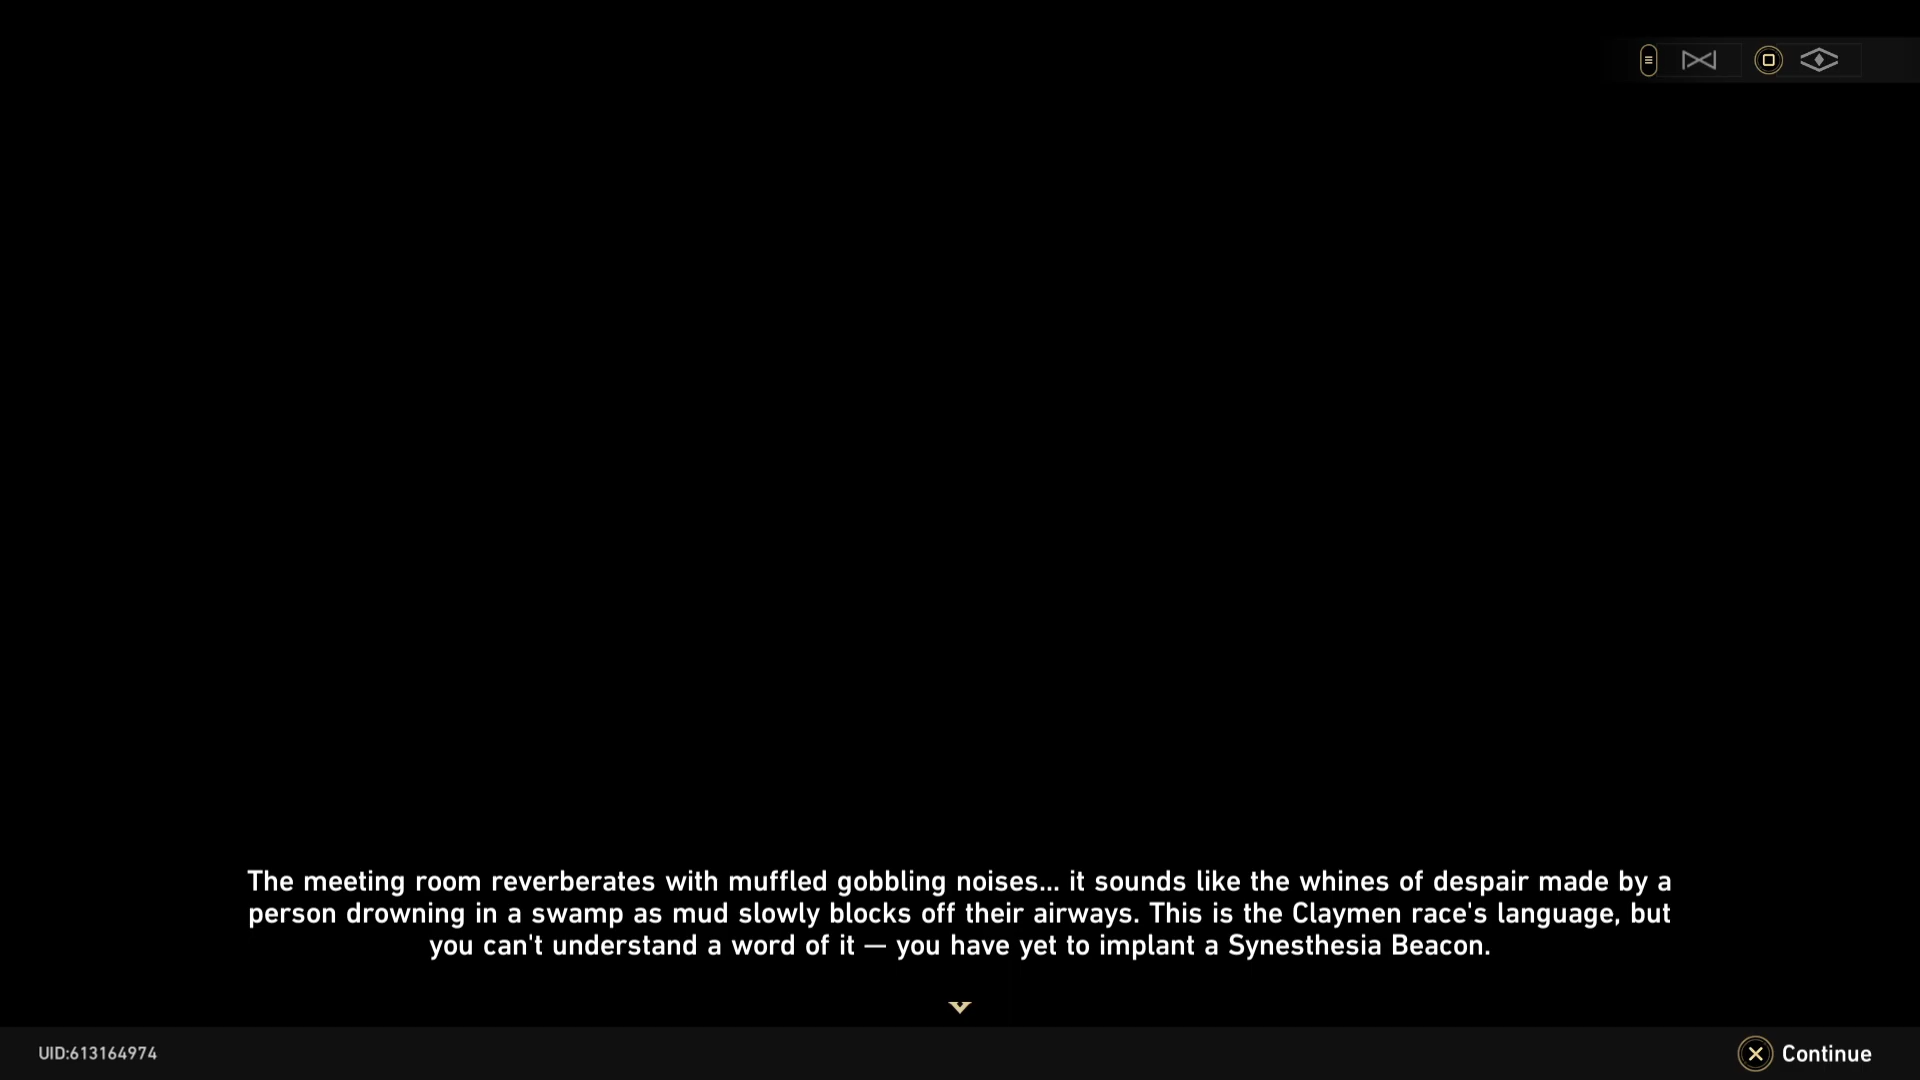 The meeting room reverberates with muffled gobbling noises... it sounds like the whines of despair made by a
person drowning in a swamp as mud slowly blocks off their airways. This is the Claymen race's language, but
you can't understand a word of it — you have yet to implant a Synesthesia Beacon.
UID:613164974
Continue